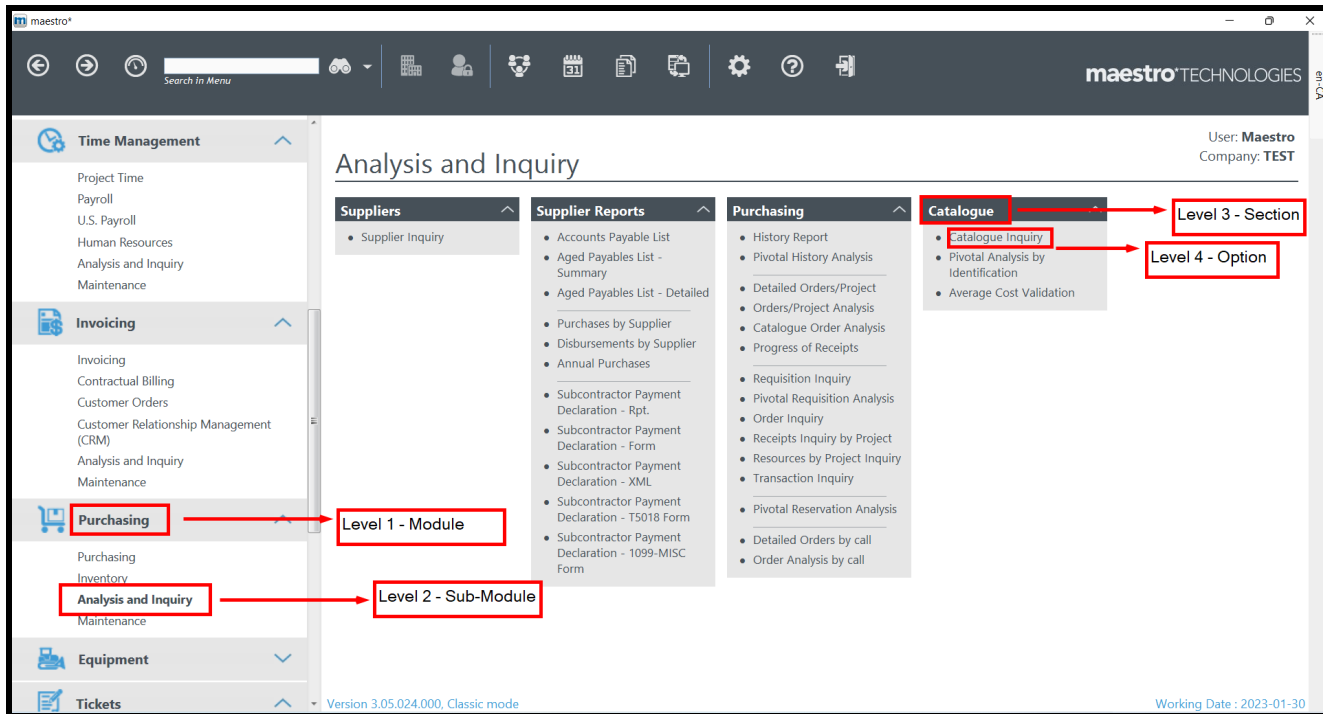 maestro*
Search in Menu
31
maestro*TECHNOLOGIES
en-CA
Time Management
Project Time
Payroll
U.S. Payroll
Human Resources
Analysis and Inquiry
Maintenance
Invoicing
Invoicing
Contractual Billing
Customer Orders
Customer Relationship Management
(CRM)
Analysis and Inquiry
Maintenance
Purchasing
Purchasing
Inventory
Analysis and Inquiry
Maintenance
Equipment
Tickets
User: Maestro
Company: TEST
Analysis and Inquiry
Suppliers
Supplier Inquiry
Supplier Reports
Accounts Payable List
Aged Payables List -
Summary
Aged Payables List - Detailed
Purchases by Supplier
Disbursements by Supplier
Annual Purchases
Subcontractor Payment
Declaration - Rpt.
Subcontractor Payment
Declaration - Form
Subcontractor Payment
Declaration - XML
Subcontractor Payment
Declaration - T5018 Form
Subcontractor Payment
Declaration - 1099-MISC
Form
Purchasing
History Report
Pivotal History Analysis
Detailed Orders/Project
Orders/Project Analysis
Catalogue Order Analysis
Progress of Receipts
Requisition Inquiry
Pivotal Requisition Analysis
Order Inquiry
Receipts Inquiry by Project
Resources by Project Inquiry
Transaction Inquiry
Pivotal Reservation Analysis
Detailed Orders by call
Order Analysis by call
Catalogue
Catalogue Inquiry
Pivotal Analysis by
Identification
Average Cost Validation
Level 3 - Section
Level 4 - Option
Level 1 - Module
Level 2 - Sub-Module
Version 3.05.024.000, Classic mode
Working Date : 2023-01-30